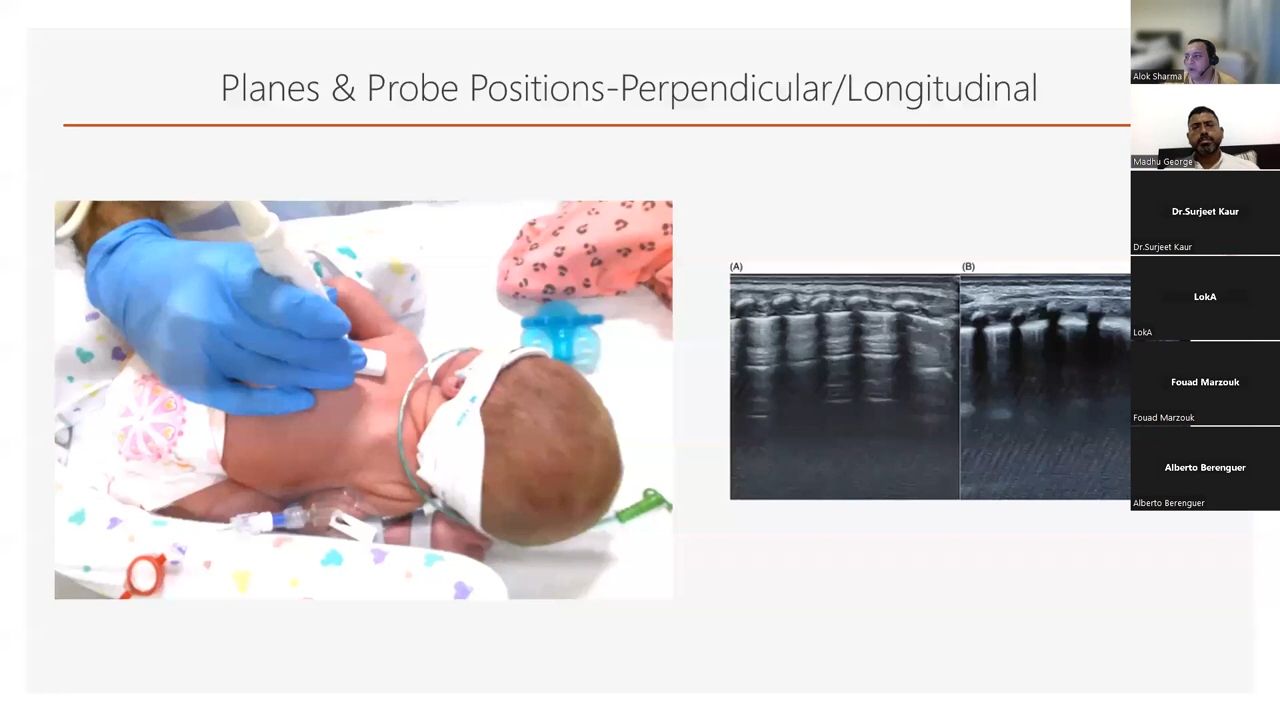 Planes & Probe Positions-Perpendicular/Longitudinal
(A)
(B)
Alok Sharma
Madhu George
Dr.Surjeet Kaur
Dr.Surjeet Kaur
LokA
LokA
Fouad Marzouk
Fouad Marzouk
Alberto Berenguer
Alberto Berenguer